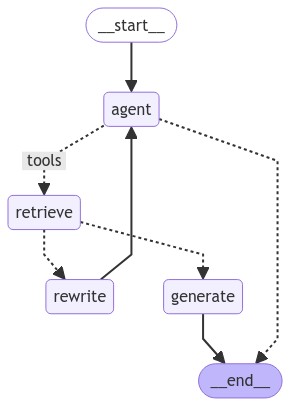 __start__
agent
tools
retrieve
rewrite
generate
__end__